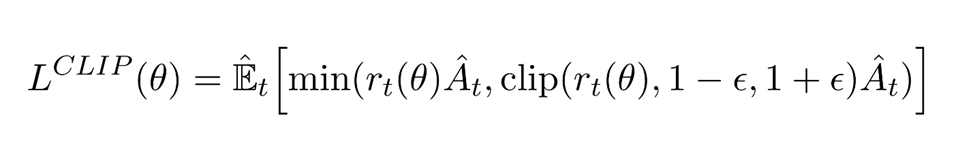 L^{CLIP}(θ) = Ê_t[min(r_t(θ)Â_t, clip(r_t(θ), 1 − ϵ, 1 + ϵ)Â_t)]